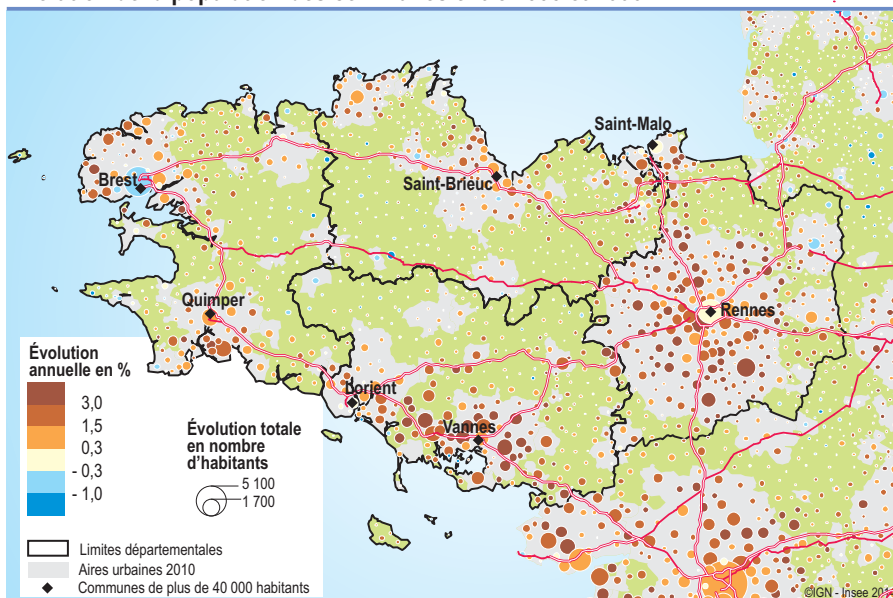 Saint-Malo
Brest
Saint-Brieuc
Quimper
Rennes
Lorient
Vannes
Évolution
annuelle en %
3,0
1,5
0,3
- 0,3
- 1,0
Évolution totale
en nombre
d'habitants
5 100
1 700
Limites départementales
Aires urbaines 2010
Communes de plus de 40 000 habitants
©IGN - Insee